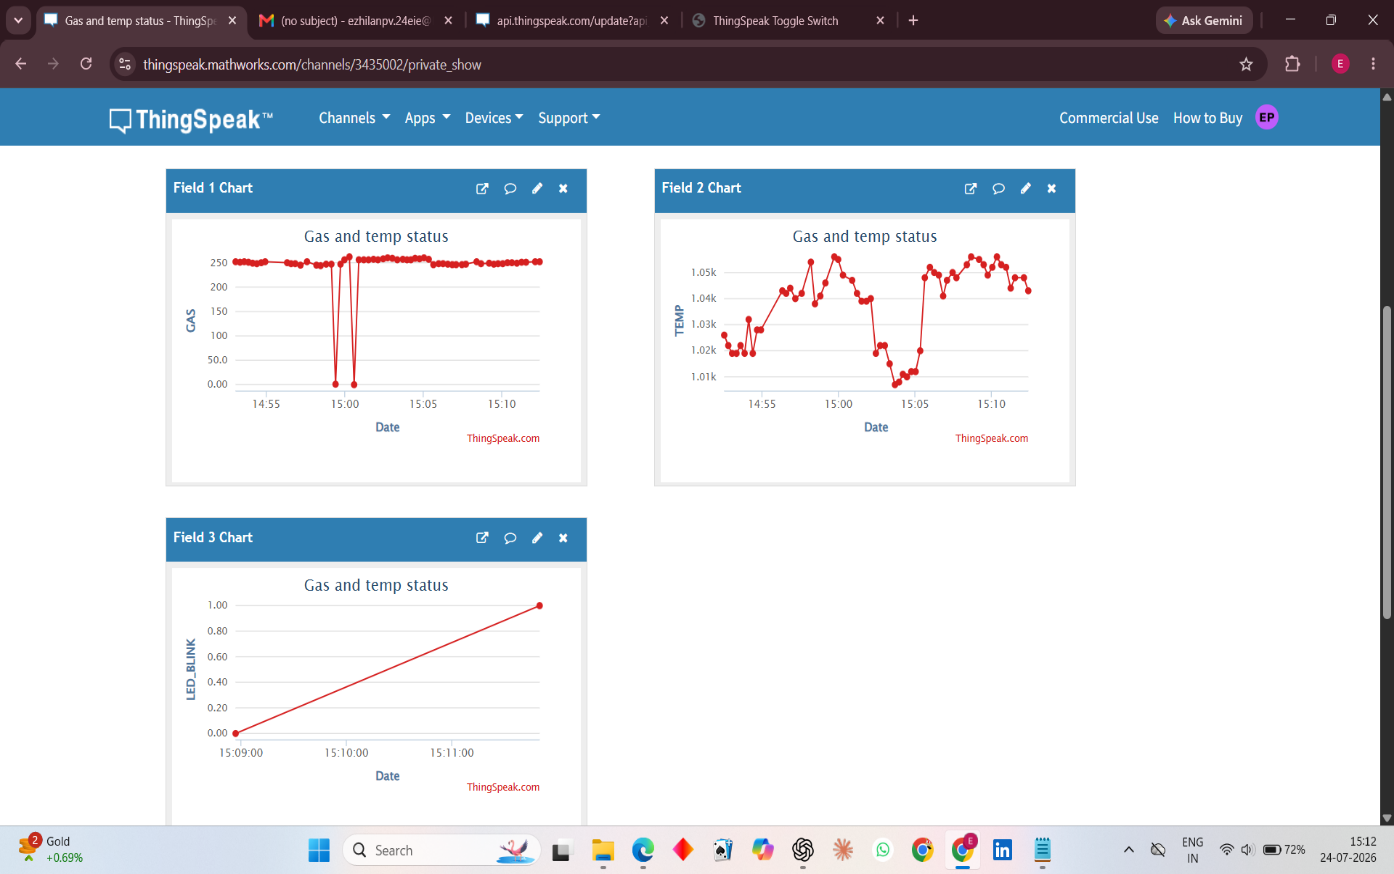 Gas and temp status - ThingSpe
(no subject) - ezhilanpv.24eie@
api.thingspeak.com/update?api
ThingSpeak Toggle Switch
Ask Gemini
thingspeak.mathworks.com/channels/3435002/private_show
E
ThingSpeak™
Channels
Apps
Devices
Support
Commercial Use
How to Buy
EP
Field 1 Chart
Gas and temp status
GAS
250
200
150
100
50.0
0.00
14:55
15:00
15:05
15:10
Date
ThingSpeak.com
Field 2 Chart
Gas and temp status
TEMP
1.05k
1.04k
1.03k
1.02k
1.01k
14:55
15:00
15:05
15:10
Date
ThingSpeak.com
Field 3 Chart
Gas and temp status
LED_BLINK
1.00
0.80
0.60
0.40
0.20
0.00
15:09:00
15:10:00
15:11:00
Date
ThingSpeak.com
2
Gold
+0.69%
Search
E
in
ENG
IN
72%
15:12
24-07-2026